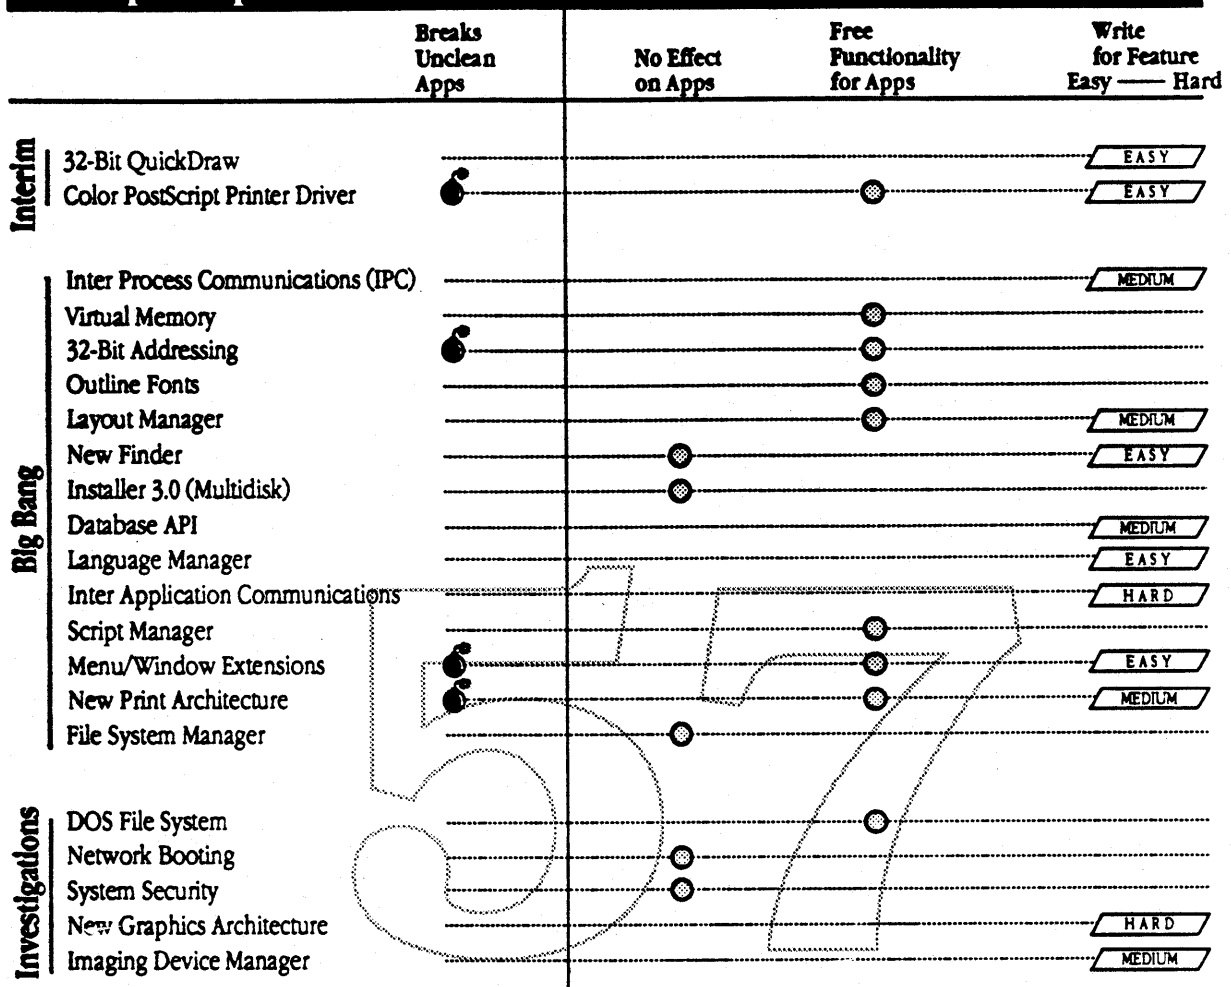 Breaks Unclean Apps
No Effect on Apps
Free Functionality for Apps
Write for Feature
Easy —— Hard
Interim
32-Bit QuickDraw EASY
Color PostScript Printer Driver EASY
Big Bang
Inter Process Communications (IPC) MEDIUM
Virtual Memory
32-Bit Addressing
Outline Fonts
Layout Manager MEDIUM
New Finder EASY
Installer 3.0 (Multidisk)
Database API MEDIUM
Language Manager EASY
Inter Application Communications HARD
Script Manager
Menu/Window Extensions EASY
New Print Architecture MEDIUM
File System Manager
Investigations
DOS File System
Network Booting
System Security
New Graphics Architecture HARD
Imaging Device Manager MEDIUM
57